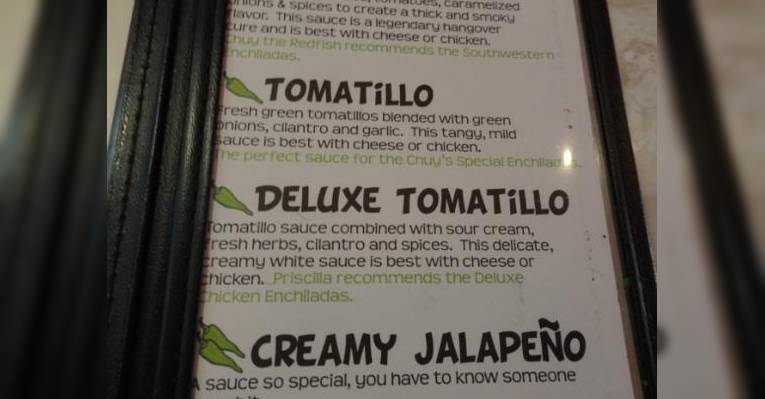 tomatoes, caramelized
onions & spices to create a thick and smoky
flavor. This sauce is a legendary hangover
cure and is best with cheese or chicken.
Chuy the Redfish recommends the Southwestern
Enchiladas.
TOMATiLLO
Fresh green tomatillos blended with green
onions, cilantro and garlic. This tangy, mild
sauce is best with cheese or chicken.
The perfect sauce for the Chuy's Special Enchiladas.
DELUXE TOMATiLLO
Tomatillo sauce combined with sour cream,
fresh herbs, cilantro and spices. This delicate,
creamy white sauce is best with cheese or
chicken. Priscilla recommends the Deluxe
Chicken Enchiladas.
CREAMY JALAPEÑO
A sauce so special, you have to know someone